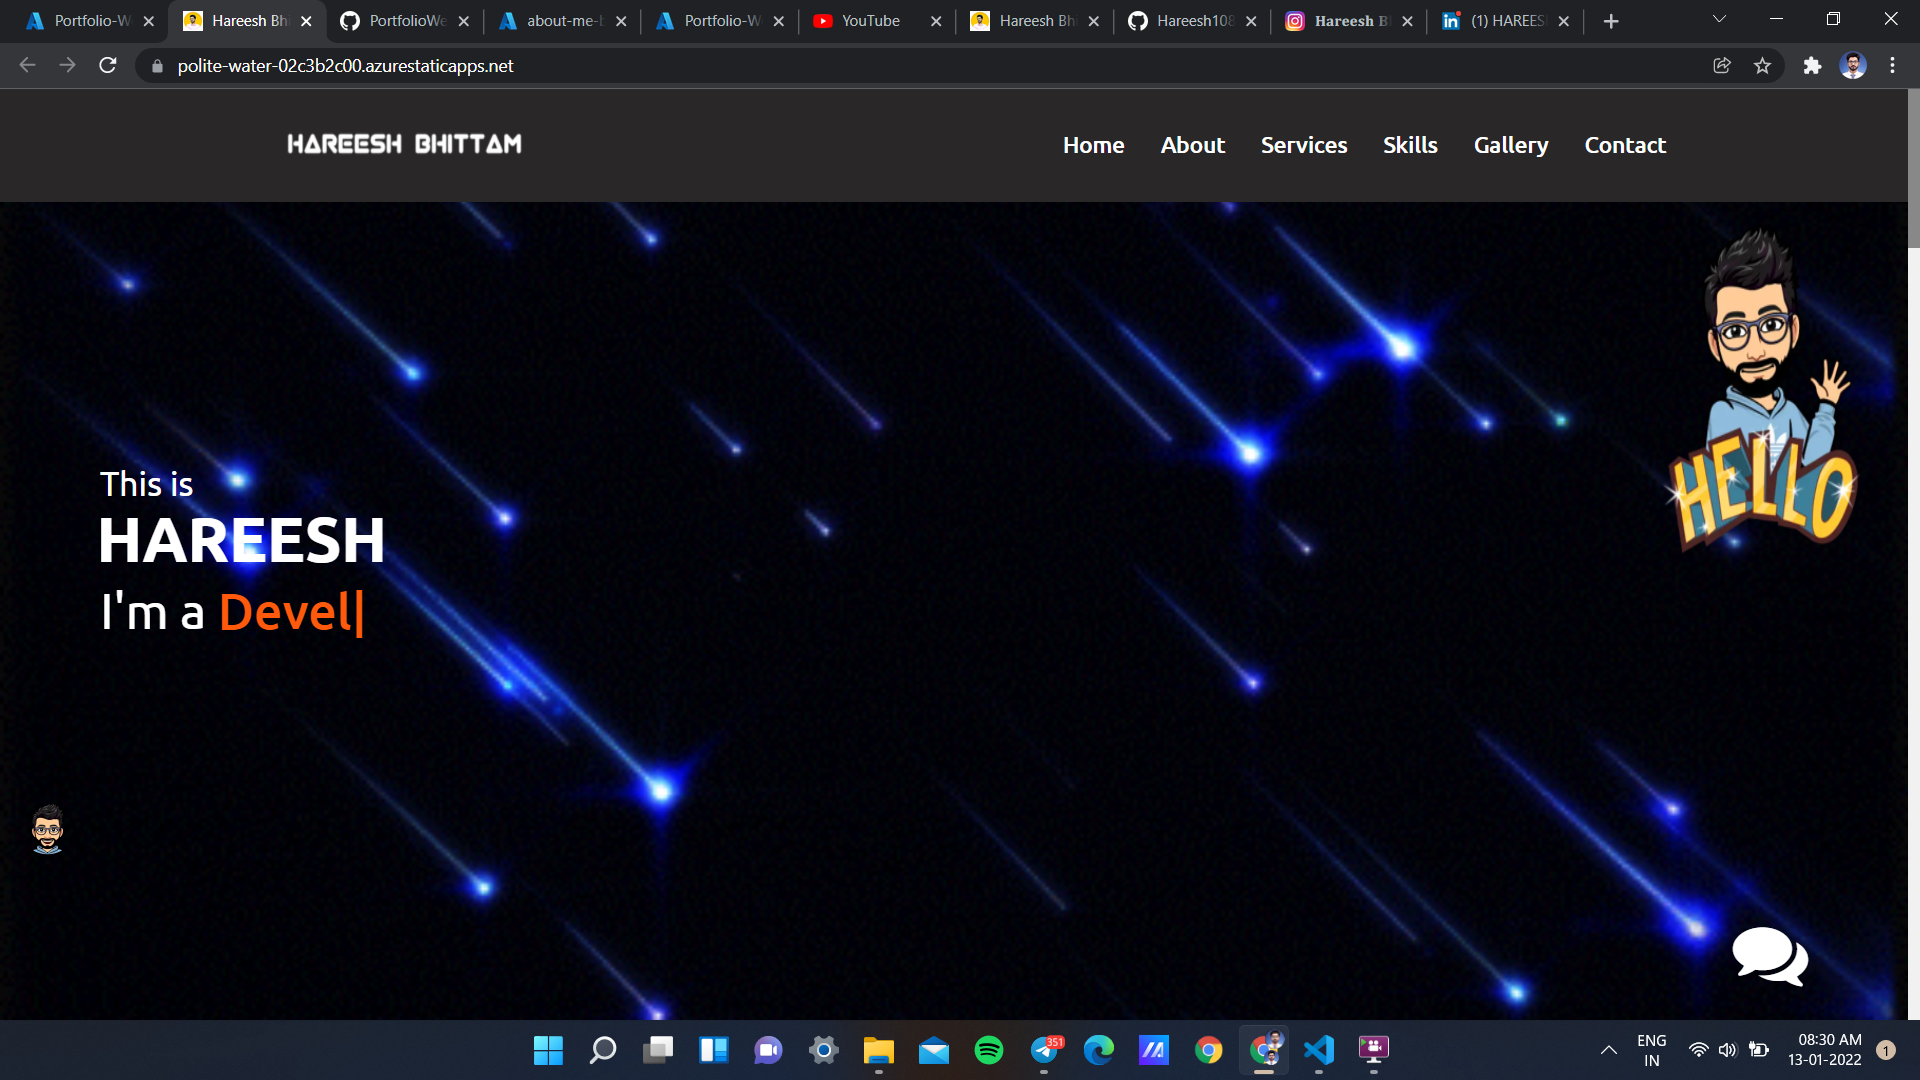 Portfolio-W
Hareesh Bhi
PortfolioWe
about-me-b
Portfolio-W
YouTube
Hareesh Bhi
Hareesh108
Hareesh B
(1) HAREES
polite-water-02c3b2c00.azurestaticapps.net
HAREESH BHITTAM
Home
About
Services
Skills
Gallery
Contact
HELLO
This is
HAREESH
I'm a Devel|
351
ENG
IN
08:30 AM
13-01-2022
1